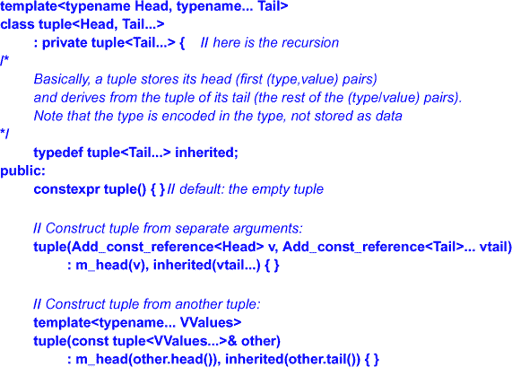 template<typename Head, typename... Tail>
class tuple<Head, Tail...>
: private tuple<Tail...> { // here is the recursion
/*
Basically, a tuple stores its head (first (type,value) pairs)
and derives from the tuple of its tail (the rest of the (type/value) pairs).
Note that the type is encoded in the type, not stored as data
*/
typedef tuple<Tail...> inherited;
public:
constexpr tuple() { } // default: the empty tuple
// Construct tuple from separate arguments:
tuple(Add_const_reference<Head> v, Add_const_reference<Tail>... vtail)
: m_head(v), inherited(vtail...) { }
// Construct tuple from another tuple:
template<typename... VValues>
tuple(const tuple<VValues...>& other)
: m_head(other.head()), inherited(other.tail()) { }